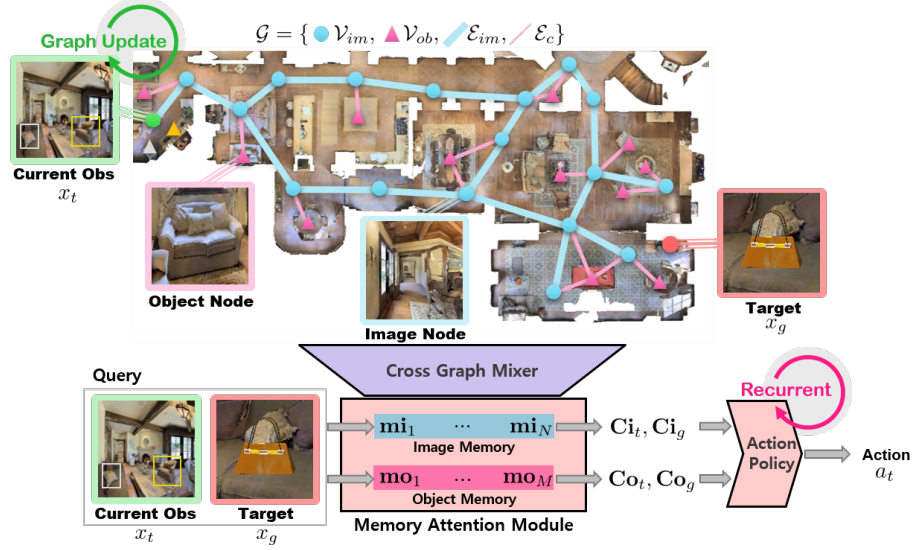 Graph Update
𝒢 = { 𝒱_im, 𝒱_ob, ℰ_im, ℰ_c}
Current Obs
x_t
Object Node
Image Node
Target
x_g
Cross Graph Mixer
Query
Current Obs
x_t
Target
x_g
mi_1 ... mi_N
Image Memory
mo_1 ... mo_M
Object Memory
Memory Attention Module
Ci_t, Ci_g
Co_t, Co_g
Recurrent
Action
Policy
Action
a_t